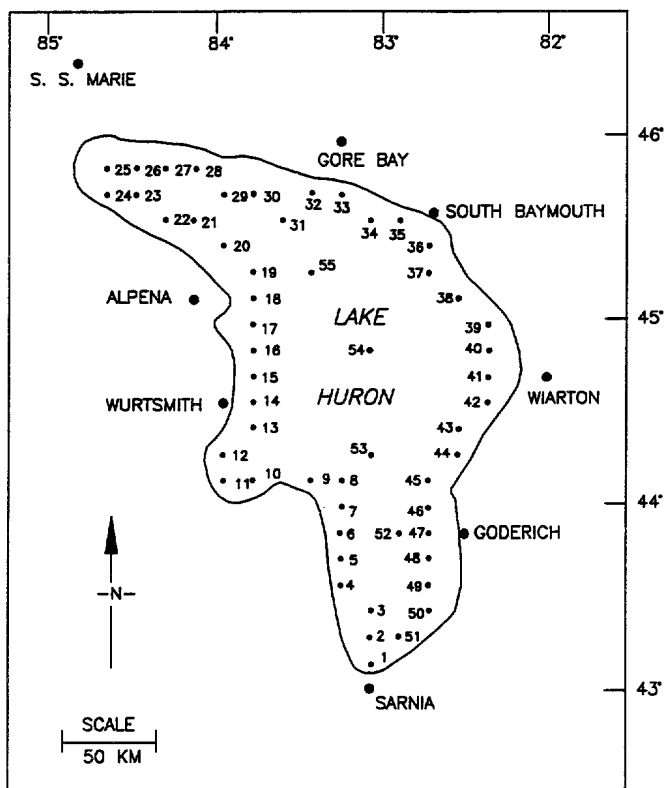 85° 84° 83° 82°
S. S. MARIE
46°
GORE BAY
25 26 27 28
24 23 29 30 32 33
SOUTH BAYMOUTH
22 21 31 34 35
20 36
19 55 37
ALPENA 18 38
LAKE
45°
17 39
16 54 40
15 41
WIARTON
HURON
WURTSMITH 14 42
13 43
12 53 44
11 10 9 8 45
44°
7 46
6 52 47 GODERICH
5 48
4 49
-N-
3 50
2 51
1
43°
SARNIA
SCALE
50 KM